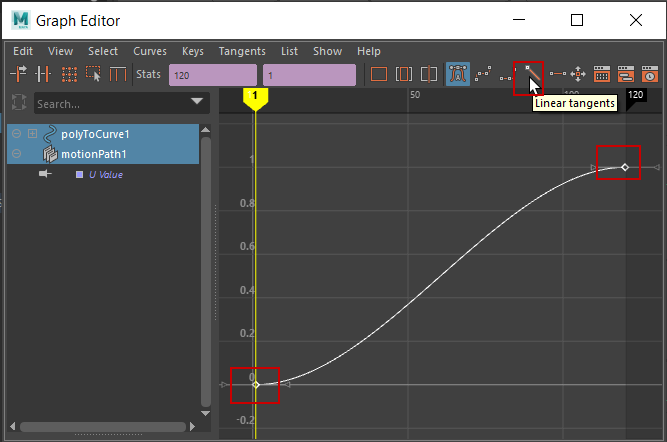 M Graph Editor
Edit View Select Curves Keys Tangents List Show Help
Stats 120 1
Linear tangents
Search...
1 50 100 120
polyToCurve1
motionPath1
U Value
1
0.8
0.6
0.4
0.2
0
-0.2